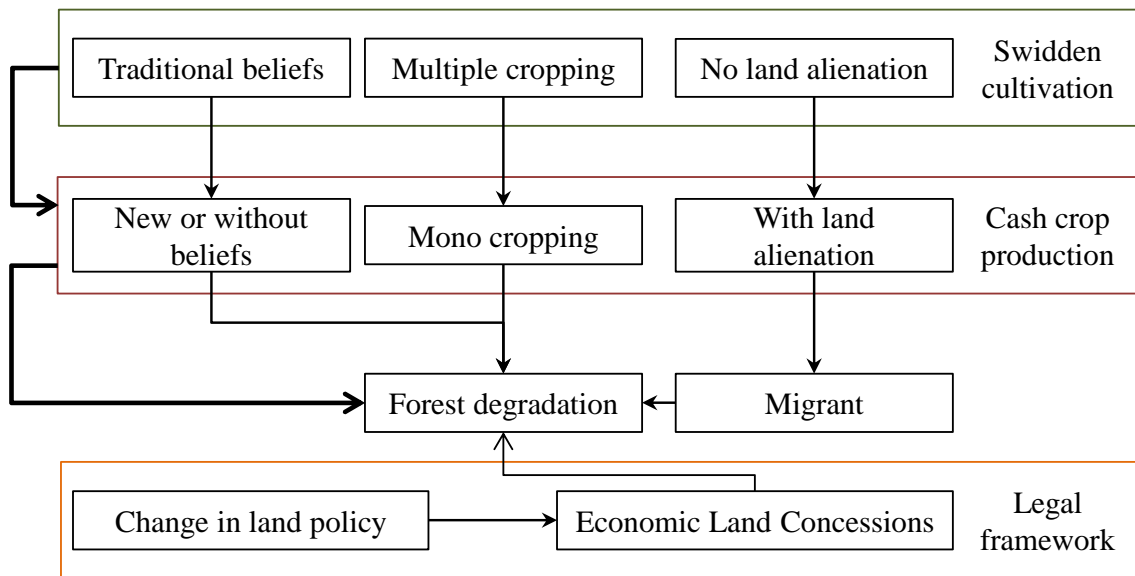 Traditional beliefs
Multiple cropping
No land alienation
Swidden
cultivation
New or without
beliefs
Mono cropping
With land
alienation
Cash crop
production
Forest degradation
Migrant
Change in land policy
Economic Land Concessions
Legal
framework